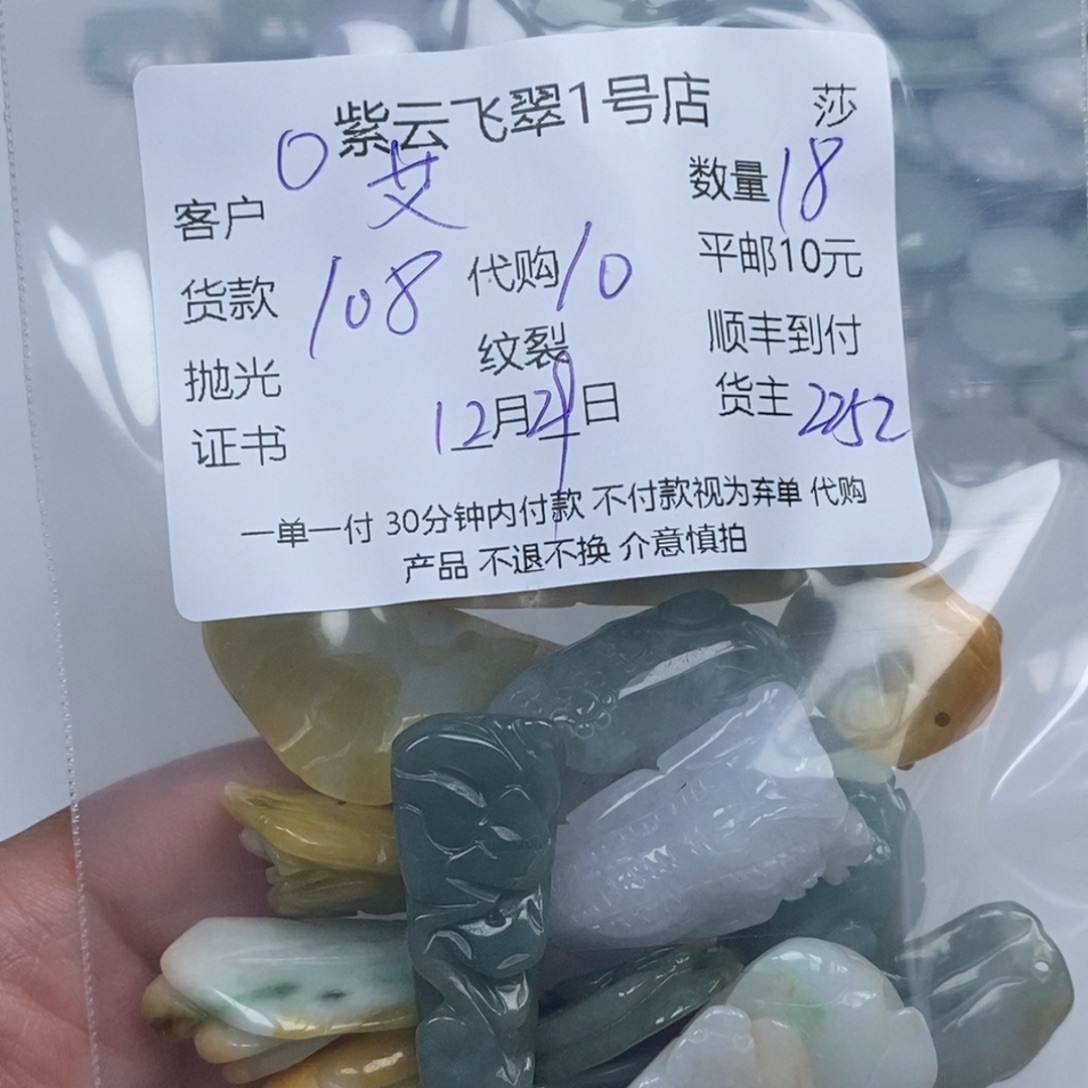 紫云飞翠1号店 莎
客户 0 艾 数量 18
货款 108 代购 10 平邮10元
抛光 纹裂 顺丰到付
证书 12月29日 货主 2252
一单一付 30分钟内付款 不付款视为弃单 代购
产品 不退不换 介意慎拍